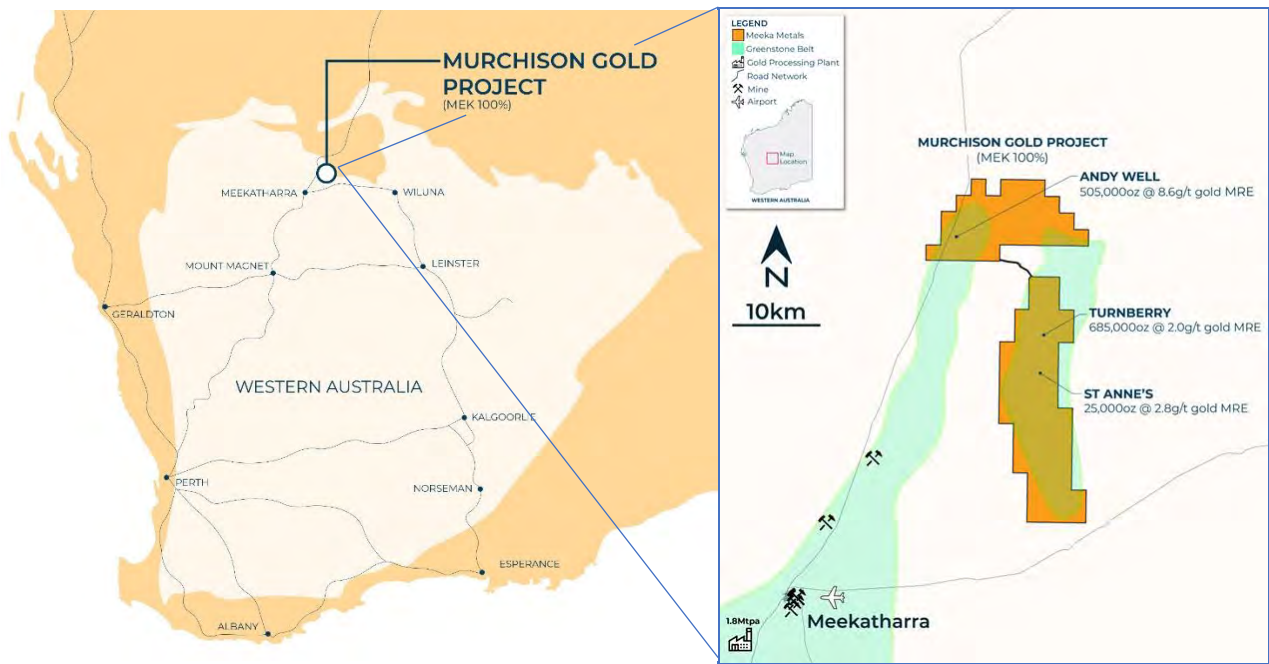 MURCHISON GOLD
PROJECT
(MEK 100%)
MEEKATHARRA
WILUNA
MOUNT MAGNET
LEINSTER
GERALDTON
WESTERN AUSTRALIA
KALGOORLIE
PERTH
NORSEMAN
ESPERANCE
ALBANY
LEGEND
Meeka Metals
Greenstone Belt
Gold Processing Plant
Road Network
Mine
Airport
Map
Location
WESTERN AUSTRALIA
N
10km
MURCHISON GOLD PROJECT
(MEK 100%)
ANDY WELL
505,000oz @ 8.6g/t gold MRE
TURNBERRY
685,000oz @ 2.0g/t gold MRE
ST ANNE'S
25,000oz @ 2.8g/t gold MRE
1.8Mtpa
Meekatharra